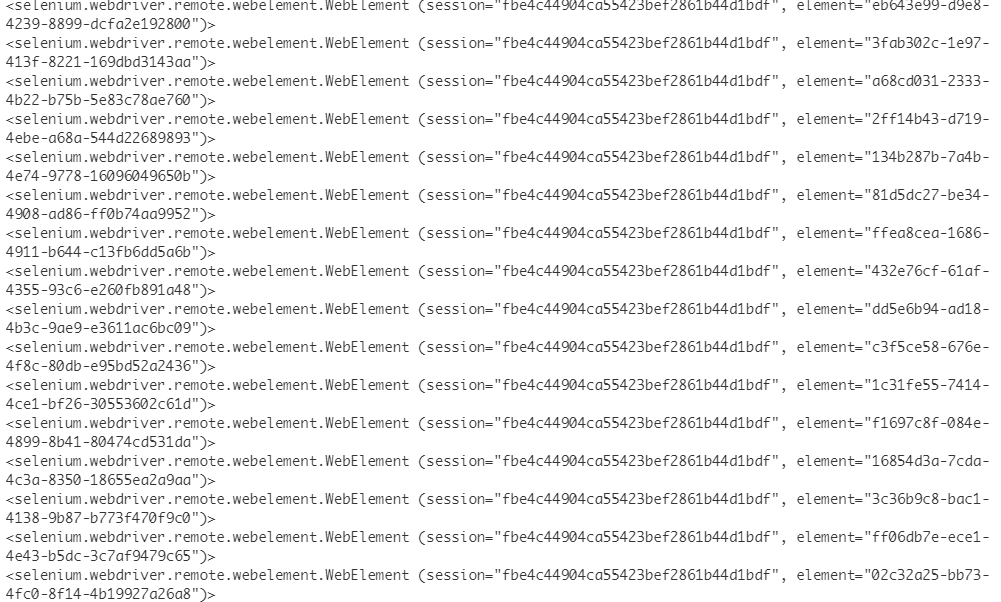 <selenium.webdriver.remote.webelement.WebElement (session="fbe4c44904ca55423bef2861b44d1bdf", element="eb643e99-d9e8-
4239-8899-dcfa2e192800")>
<selenium.webdriver.remote.webelement.WebElement (session="fbe4c44904ca55423bef2861b44d1bdf", element="3fab302c-1e97-
413f-8221-169dbd3143aa")>
<selenium.webdriver.remote.webelement.WebElement (session="fbe4c44904ca55423bef2861b44d1bdf", element="a68cd031-2333-
4b22-b75b-5e83c78ae760")>
<selenium.webdriver.remote.webelement.WebElement (session="fbe4c44904ca55423bef2861b44d1bdf", element="2ff14b43-d719-
4ebe-a68a-544d22689893")>
<selenium.webdriver.remote.webelement.WebElement (session="fbe4c44904ca55423bef2861b44d1bdf", element="134b287b-7a4b-
4e74-9778-16096049650b")>
<selenium.webdriver.remote.webelement.WebElement (session="fbe4c44904ca55423bef2861b44d1bdf", element="81d5dc27-be34-
4908-ad86-ff0b74aa9952")>
<selenium.webdriver.remote.webelement.WebElement (session="fbe4c44904ca55423bef2861b44d1bdf", element="ffea8cea-1686-
4911-b644-c13fb6dd5a6b")>
<selenium.webdriver.remote.webelement.WebElement (session="fbe4c44904ca55423bef2861b44d1bdf", element="432e76cf-61af-
4355-93c6-e260fb891a48")>
<selenium.webdriver.remote.webelement.WebElement (session="fbe4c44904ca55423bef2861b44d1bdf", element="dd5e6b94-ad18-
4b3c-9ae9-e3611ac6bc09")>
<selenium.webdriver.remote.webelement.WebElement (session="fbe4c44904ca55423bef2861b44d1bdf", element="c3f5ce58-676e-
4f8c-80db-e95bd52a2436")>
<selenium.webdriver.remote.webelement.WebElement (session="fbe4c44904ca55423bef2861b44d1bdf", element="1c31fe55-7414-
4ce1-bf26-30553602c61d")>
<selenium.webdriver.remote.webelement.WebElement (session="fbe4c44904ca55423bef2861b44d1bdf", element="f1697c8f-084e-
4899-8b41-80474cd531da")>
<selenium.webdriver.remote.webelement.WebElement (session="fbe4c44904ca55423bef2861b44d1bdf", element="16854d3a-7cda-
4c3a-8350-18655ea2a9aa")>
<selenium.webdriver.remote.webelement.WebElement (session="fbe4c44904ca55423bef2861b44d1bdf", element="3c36b9c8-bac1-
4138-9b87-b773f470f9c0")>
<selenium.webdriver.remote.webelement.WebElement (session="fbe4c44904ca55423bef2861b44d1bdf", element="ff06db7e-ece1-
4e43-b5dc-3c7af9479c65")>
<selenium.webdriver.remote.webelement.WebElement (session="fbe4c44904ca55423bef2861b44d1bdf", element="02c32a25-bb73-
4fc0-8f14-4b19927a26a8")>